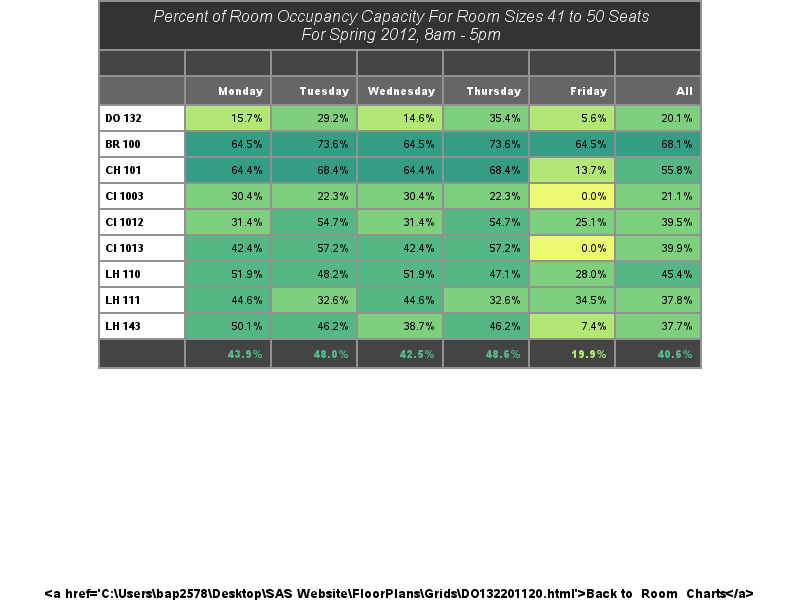 Percent of Room Occupancy Capacity For Room Sizes 41 to 50 Seats
For Spring 2012, 8am - 5pm
Monday Tuesday Wednesday Thursday Friday All
DO 132 15.7% 29.2% 14.6% 35.4% 5.6% 20.1%
BR 100 64.5% 73.6% 64.5% 73.6% 64.5% 68.1%
CH 101 64.4% 68.4% 64.4% 68.4% 13.7% 55.8%
CI 1003 30.4% 22.3% 30.4% 22.3% 0.0% 21.1%
CI 1012 31.4% 54.7% 31.4% 54.7% 25.1% 39.5%
CI 1013 42.4% 57.2% 42.4% 57.2% 0.0% 39.9%
LH 110 51.9% 48.2% 51.9% 47.1% 28.0% 45.4%
LH 111 44.6% 32.6% 44.6% 32.6% 34.5% 37.8%
LH 143 50.1% 46.2% 38.7% 46.2% 7.4% 37.7%
43.9% 48.0% 42.5% 48.6% 19.9% 40.6%
<a href='C:\Users\bap2578\Desktop\SAS Website\FloorPlans\Grids\DO132201120.html'>Back to Room Charts</a>